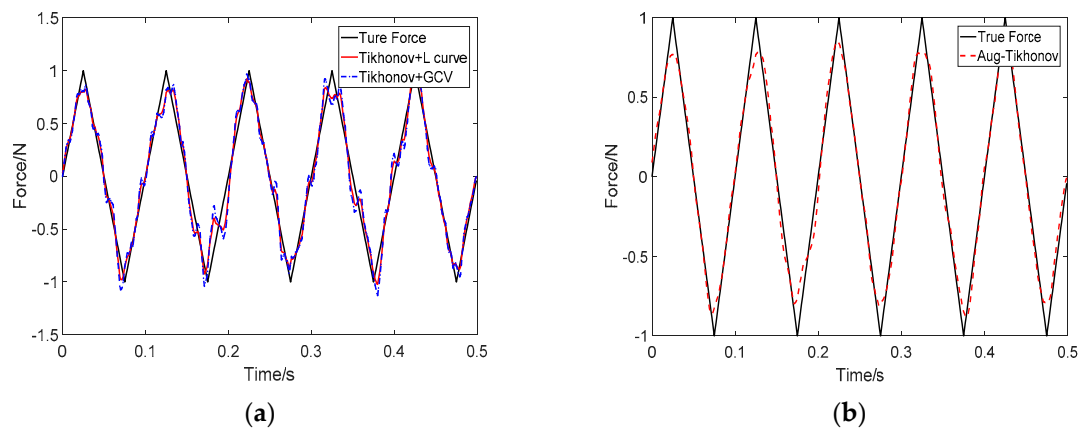 1.5
1
0.5
0
-0.5
-1
-1.5
Force/N
0 0.1 0.2 0.3 0.4 0.5
Time/s
Ture Force
Tikhonov+L curve
Tikhonov+GCV
(a)
1
0.5
0
-0.5
-1
Force/N
0 0.1 0.2 0.3 0.4 0.5
Time/s
True Force
Aug-Tikhonov
(b)